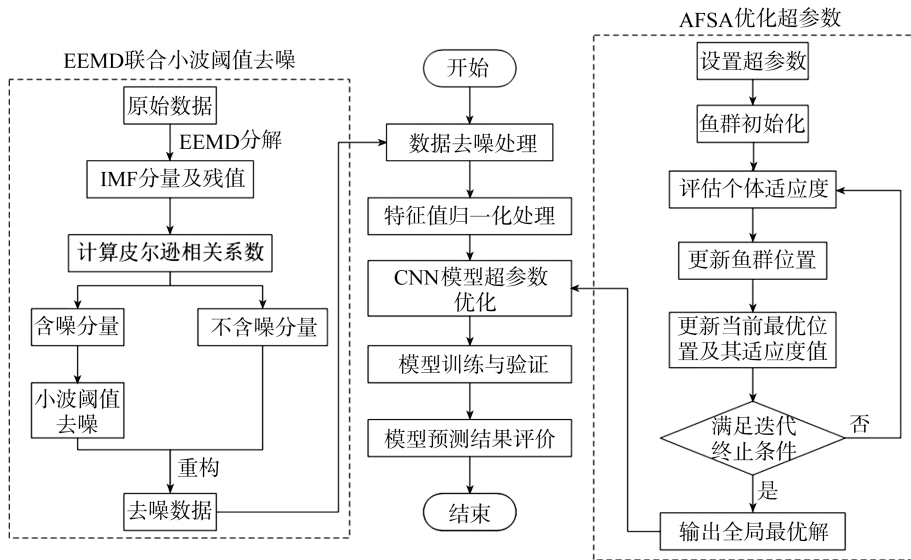 EEMD联合小波阈值去噪
原始数据
EEMD分解
IMF分量及残值
计算皮尔逊相关系数
含噪分量
不含噪分量
小波阈值
去噪
重构
去噪数据
开始
数据去噪处理
特征值归一化处理
CNN模型超参数
优化
模型训练与验证
模型预测结果评价
结束
AFSA优化超参数
设置超参数
鱼群初始化
评估个体适应度
更新鱼群位置
更新当前最优位
置及其适应度值
满足迭代
终止条件
否
是
输出全局最优解